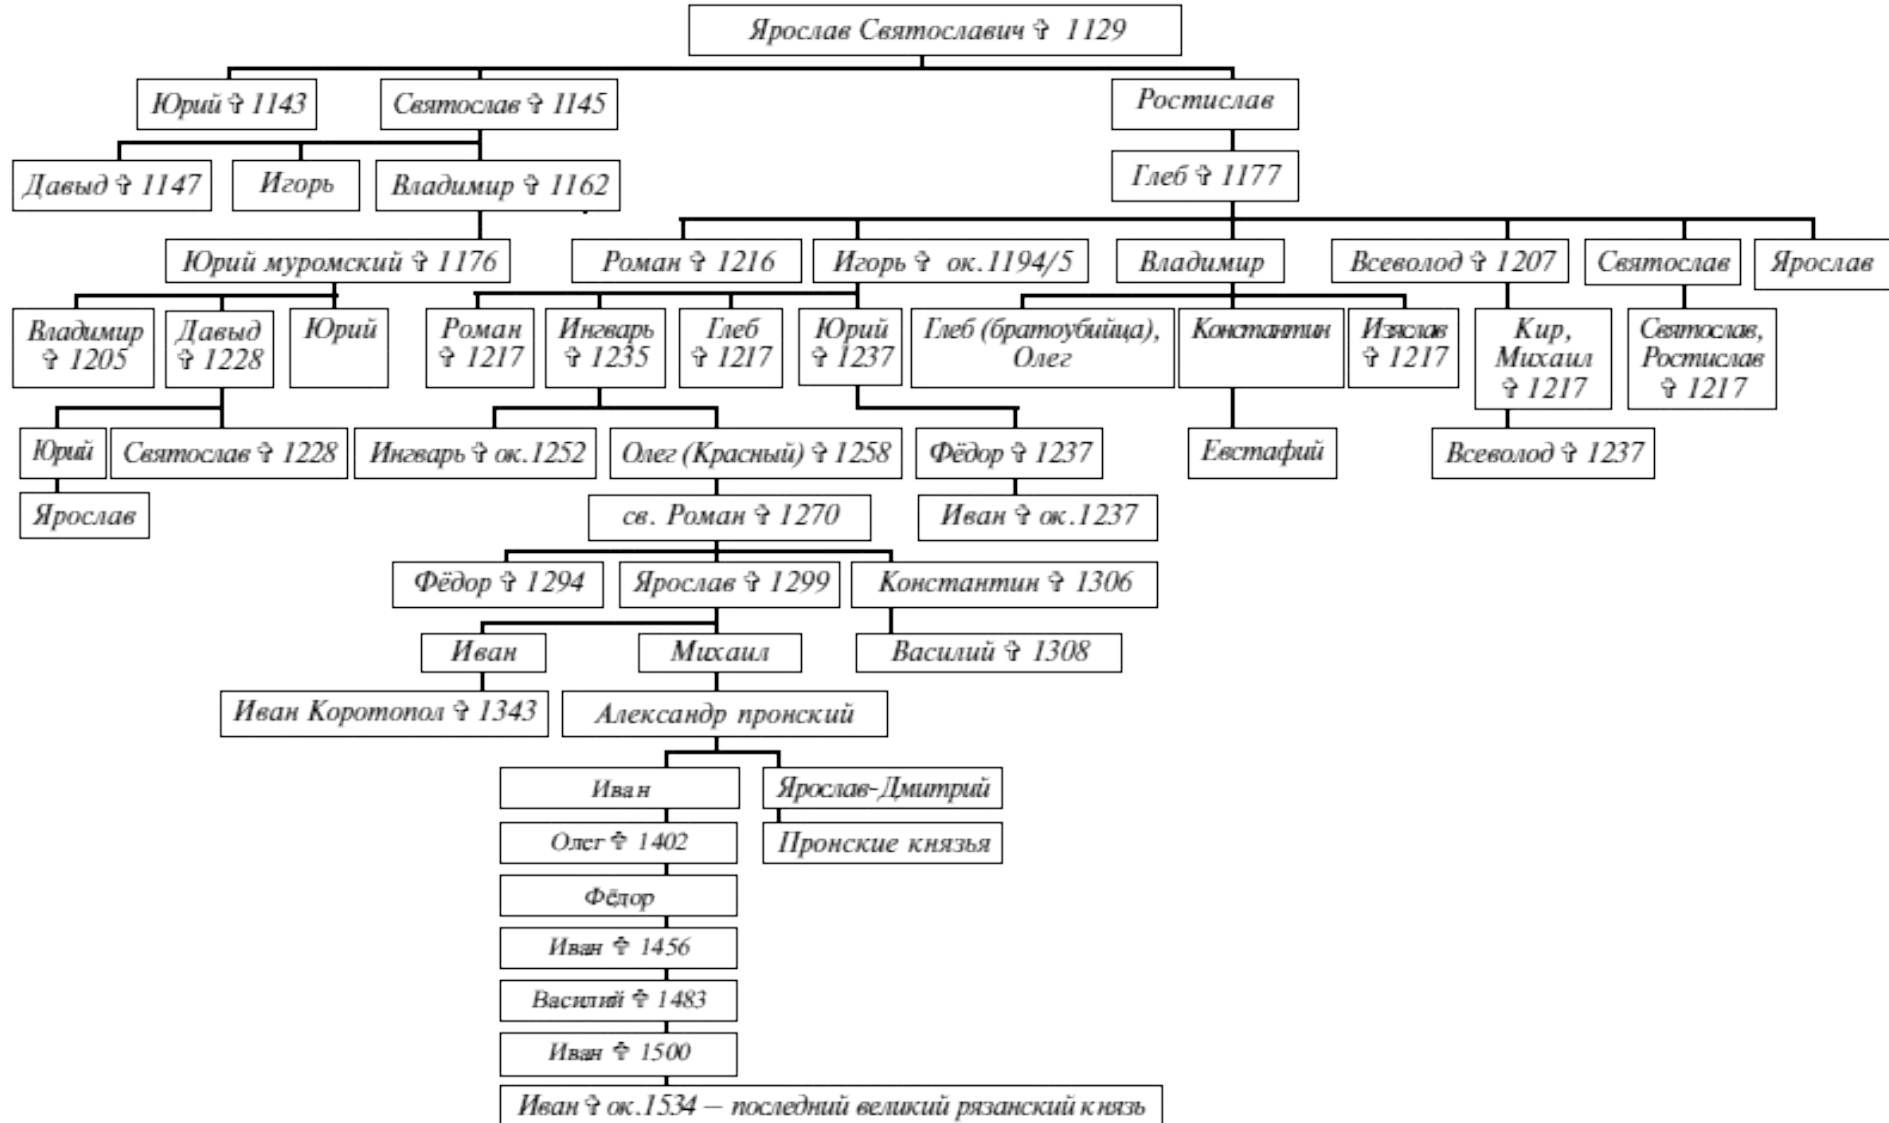 Ярослав Святославич ✞ 1129
Юрий ✞ 1143
Святослав ✞ 1145
Ростислав
Давыд ✞ 1147
Игорь
Владимир ✞ 1162
Глеб ✞ 1177
Юрий муромский ✞ 1176
Роман ✞ 1216
Игорь ✞ ок.1194/5
Владимир
Всеволод ✞ 1207
Святослав
Ярослав
Владимир
✞ 1205
Давыд
✞ 1228
Юрий
Роман
✞ 1217
Ингварь
✞ 1235
Глеб
✞ 1217
Юрий
✞ 1237
Глеб (братоубийца),
Олег
Константин
Изяслав
✞ 1217
Кир,
Михаил
✞ 1217
Святослав,
Ростислав
✞ 1217
Юрий
Святослав ✞ 1228
Ингварь ✞ ок.1252
Олег (Красный) ✞ 1258
Фёдор ✞ 1237
Евстафий
Всеволод ✞ 1237
Ярослав
св. Роман ✞ 1270
Иван ✞ ок.1237
Фёдор ✞ 1294
Ярослав ✞ 1299
Константин ✞ 1306
Иван
Михаил
Василий ✞ 1308
Иван Коротопол ✞ 1343
Александр пронский
Иван
Ярослав-Дмитрий
Олег ✞ 1402
Пронские князья
Фёдор
Иван ✞ 1456
Василий ✞ 1483
Иван ✞ 1500
Иван ✞ ок.1534 – последний великий рязанский князь